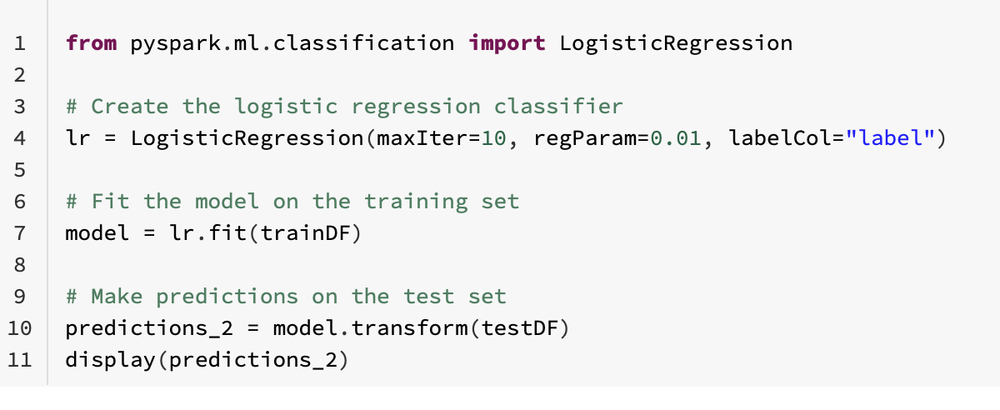 1 from pyspark.ml.classification import LogisticRegression
2
3 # Create the logistic regression classifier
4 lr = LogisticRegression(maxIter=10, regParam=0.01, labelCol="label")
5
6 # Fit the model on the training set
7 model = lr.fit(trainDF)
8
9 # Make predictions on the test set
10 predictions_2 = model.transform(testDF)
11 display(predictions_2)